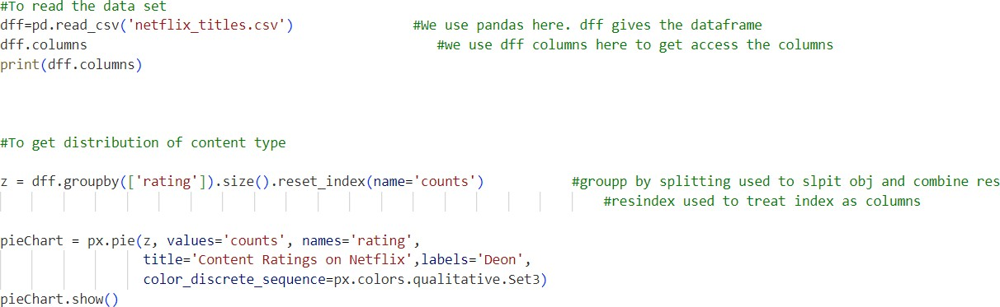 #To read the data set
dff=pd.read_csv('netflix_titles.csv') #We use pandas here. dff gives the dataframe
dff.columns #we use dff columns here to get access the columns
print(dff.columns)
#To get distribution of content type
z = dff.groupby(['rating']).size().reset_index(name='counts') #groupp by splitting used to slpit obj and combine res
#resindex used to treat index as columns
pieChart = px.pie(z, values='counts', names='rating',
title='Content Ratings on Netflix',labels='Deon',
color_discrete_sequence=px.colors.qualitative.Set3)
pieChart.show()